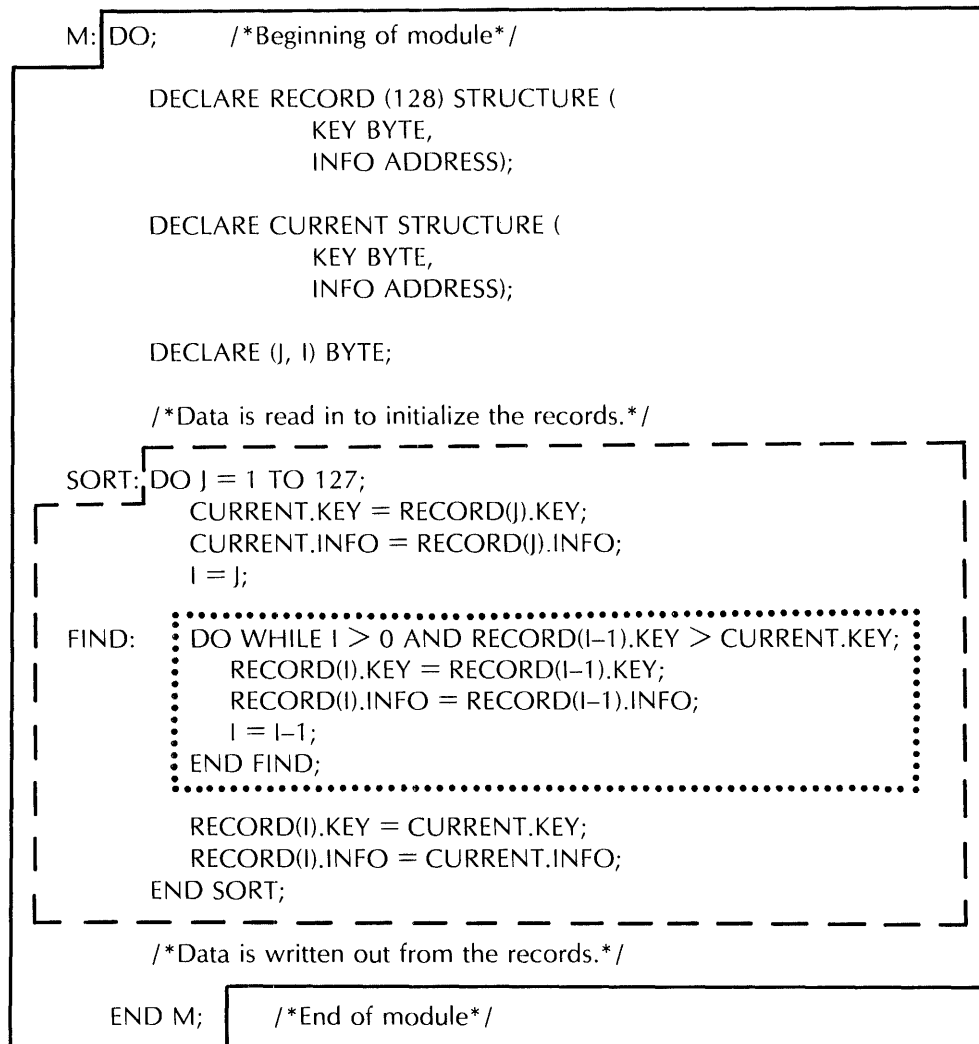 M: DO; /*Beginning of module*/
DECLARE RECORD (128) STRUCTURE (
KEY BYTE,
INFO ADDRESS);
DECLARE CURRENT STRUCTURE (
KEY BYTE,
INFO ADDRESS);
DECLARE (J, I) BYTE;
/*Data is read in to initialize the records.*/
SORT: DO J = 1 TO 127;
CURRENT.KEY = RECORD(J).KEY;
CURRENT.INFO = RECORD(J).INFO;
I = J;
FIND: DO WHILE I > 0 AND RECORD(I–1).KEY > CURRENT.KEY;
RECORD(I).KEY = RECORD(I–1).KEY;
RECORD(I).INFO = RECORD(I–1).INFO;
I = I–1;
END FIND;
RECORD(I).KEY = CURRENT.KEY;
RECORD(I).INFO = CURRENT.INFO;
END SORT;
/*Data is written out from the records.*/
END M; /*End of module*/